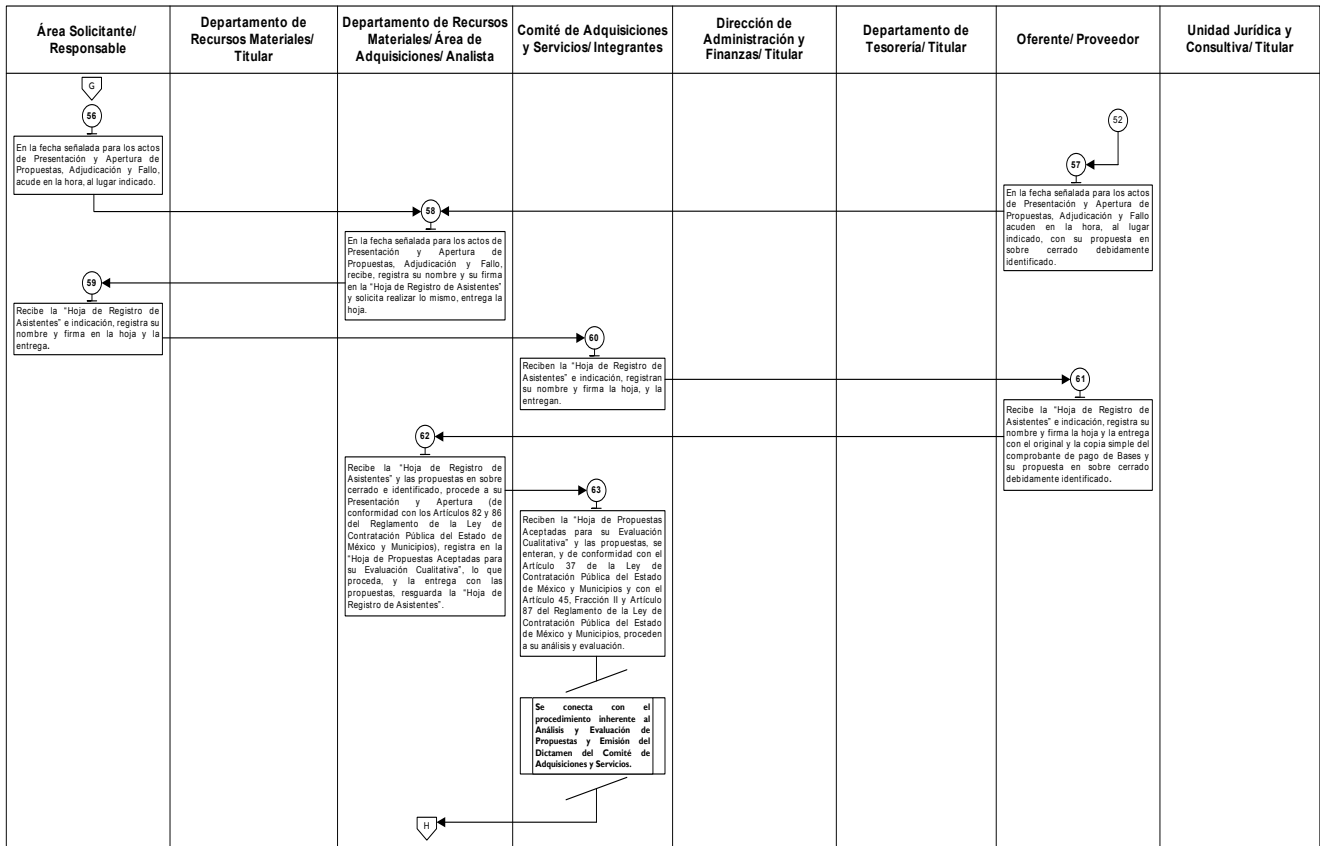 Área Solicitante/
Responsable
Departamento de
Recursos Materiales/
Titular
Departamento de Recursos
Materiales/ Área de
Adquisiciones/ Analista
Comité de Adquisiciones
y Servicios/ Integrantes
Dirección de
Administración y
Finanzas/ Titular
Departamento de
Tesorería/ Titular
Oferente/ Proveedor
Unidad Jurídica y
Consultiva/ Titular
G
56
En la fecha señalada para los actos
de Presentación y Apertura de
Propuestas, Adjudicación y Fallo,
acude en la hora, al lugar indicado.
52
57
En la fecha señalada para los actos
de Presentación y Apertura de
Propuestas, Adjudicación y Fallo
acuden en la hora, al lugar
indicado, con su propuesta en
sobre cerrado debidamente
identificado.
58
En la fecha señalada para los actos de
Presentación y Apertura de
Propuestas, Adjudicación y Fallo,
recibe, registra su nombre y su firma
en la “Hoja de Registro de Asistentes”
y solicita realizar lo mismo, entrega la
hoja.
59
Recibe la “Hoja de Registro de
Asistentes” e indicación, registra su
nombre y firma en la hoja y la
entrega.
60
Reciben la “Hoja de Registro de
Asistentes” e indicación, registran
su nombre y firma la hoja, y la
entregan.
61
Recibe la “Hoja de Registro de
Asistentes” e indicación, registra su
nombre y firma la hoja y la entrega
con el original y la copia simple del
comprobante de pago de Bases y
su propuesta en sobre cerrado
debidamente identificado.
62
Recibe la “Hoja de Registro de
Asistentes” y las propuestas en sobre
cerrado e identificado, procede a su
Presentación y Apertura (de
conformidad con los Artículos 82 y 86
del Reglamento de la Ley de
Contratación Pública del Estado de
México y Municipios), registra en la
“Hoja de Propuestas Aceptadas para
su Evaluación Cualitativa”, lo que
proceda, y la entrega con las
propuestas, resguarda la “Hoja de
Registro de Asistentes”.
63
Reciben la “Hoja de Propuestas
Aceptadas para su Evaluación
Cualitativa” y las propuestas, se
enteran, y de conformidad con el
Artículo 37 de la Ley de
Contratación Pública del Estado
de México y Municipios y con el
Artículo 45, Fracción II y Artículo
87 del Reglamento de la Ley de
Contratación Pública del Estado
de México y Municipios, proceden
a su análisis y evaluación.
Se conecta con el
procedimiento inherente al
Análisis y Evaluación de
Propuestas y Emisión del
Dictamen del Comité de
Adquisiciones y Servicios.
H